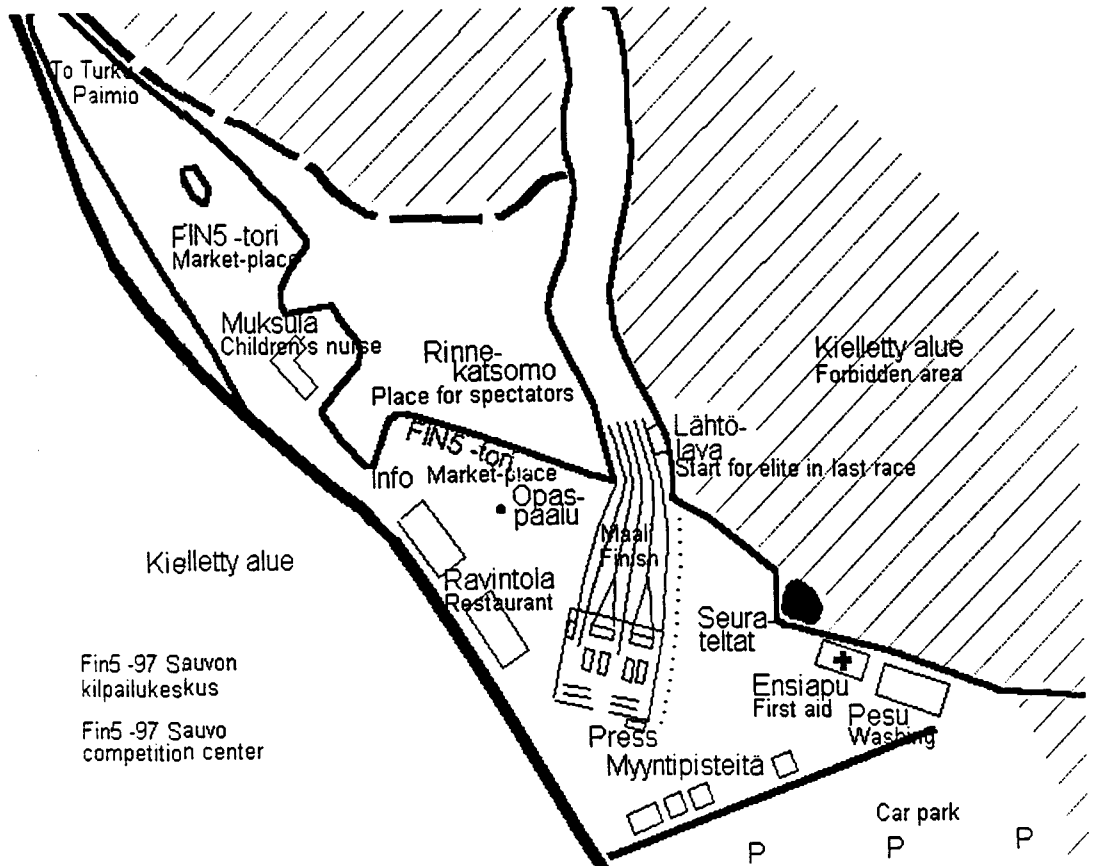 To Turku
Paimio
FIN5 -tori
Market-place
Muksula
Children's nurse
Rinne-
katsomo
Place for spectators
Kielletty alue
Forbidden area
FIN5 -tori
Market-place
Info
Opas-
paalu
Lähtö-
lava
Start for elite in last race
Maali
Finish
Kielletty alue
Ravintola
Restaurant
Seura-
teltat
Ensiapu
First aid
Pesu
Washing
Fin5 -97 Sauvon
kilpailukeskus
Fin5 -97 Sauvo
competition center
Press
Myyntipisteitä
Car park
P
P
P